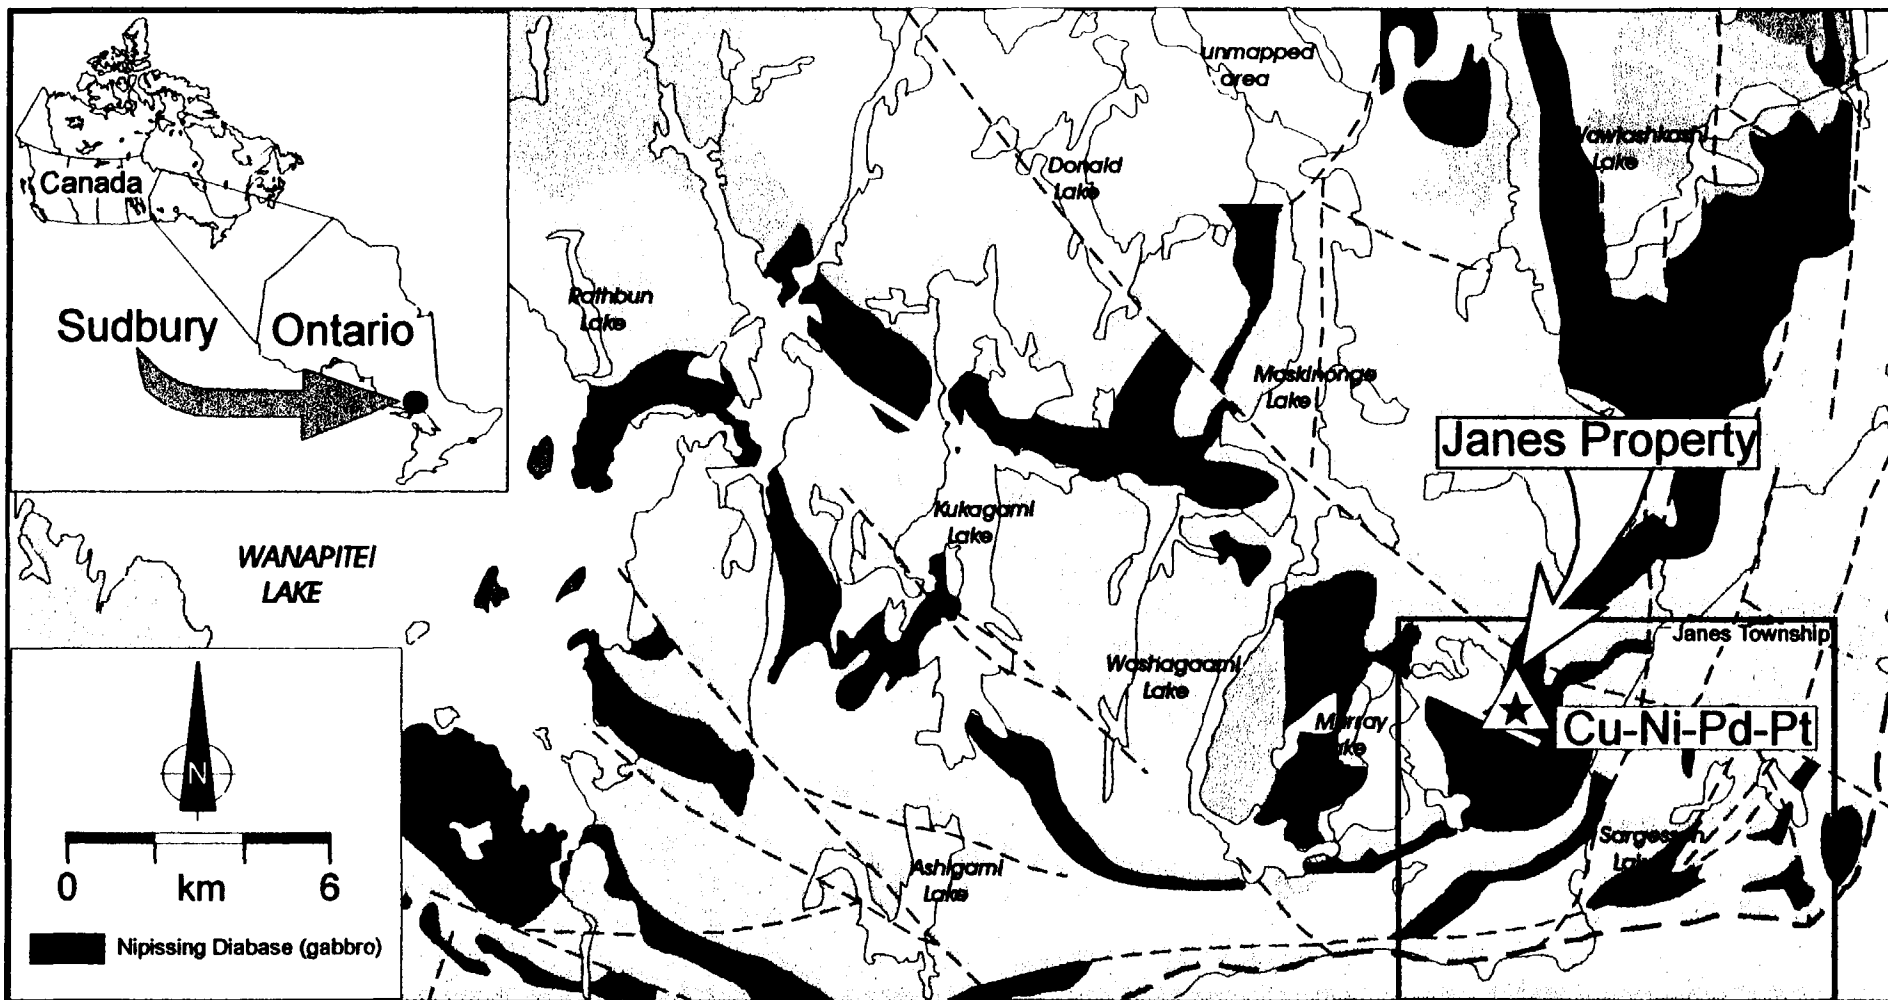 Canada
Sudbury
Ontario
unmapped
area
Donald
Lake
Lake
Rathbun
Lake
Maskinonge
Lake
Janes Property
Kukagami
Lake
WANAPITEI
LAKE
Janes Township
Washagaami
Lake
Murray
Cu-Ni-Pd-Pt
Ashigami
Lake
N
0 km 6
Nipissing Diabase (gabbro)